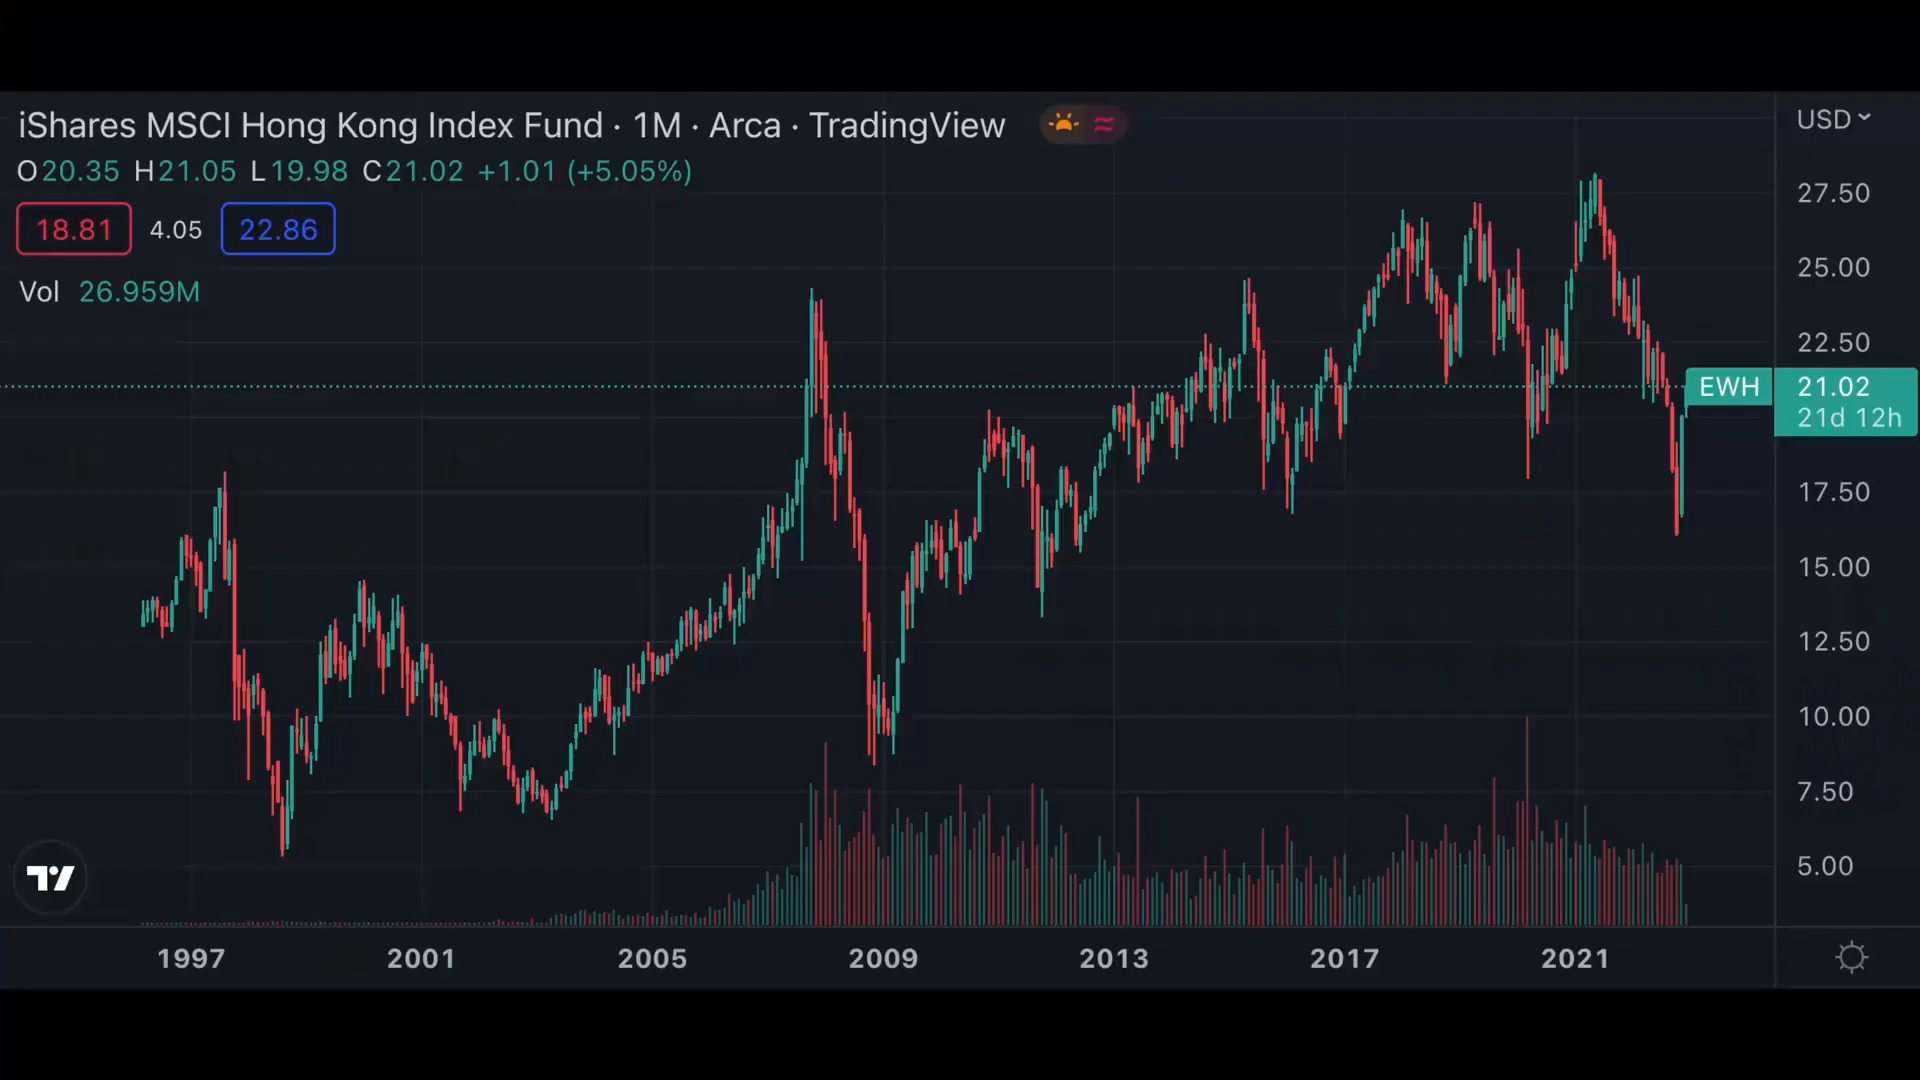 iShares MSCI Hong Kong Index Fund · 1M · Arca · TradingView
O20.35 H21.05 L19.98 C21.02 +1.01 (+5.05%)
18.81 4.05 22.86
Vol 26.959M
USD
27.50
25.00
22.50
EWH 21.02
21d 12h
17.50
15.00
12.50
10.00
7.50
5.00
1997 2001 2005 2009 2013 2017 2021